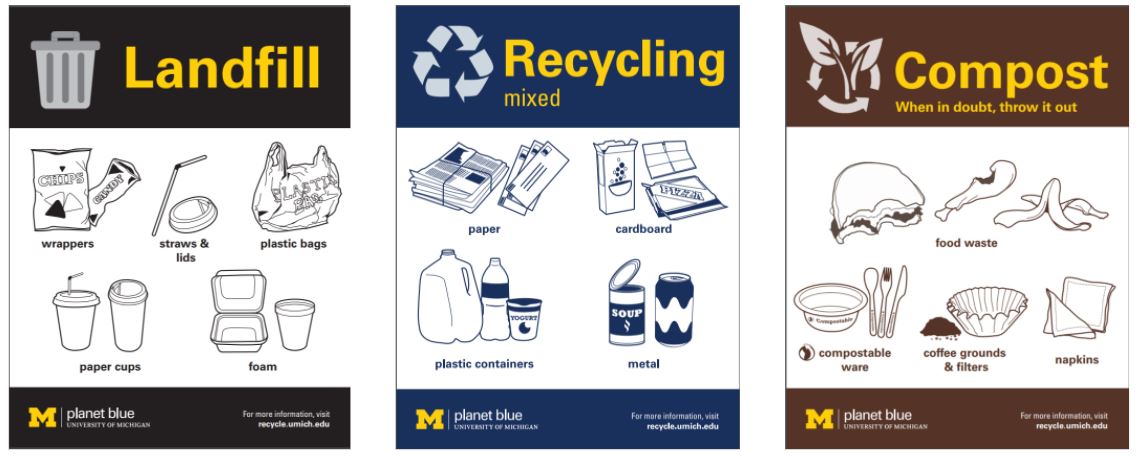 Landfill
CHIPS
CANDY
PLASTIC
BAG
wrappers
straws &
lids
plastic bags
paper cups
foam
M planet blue
UNIVERSITY OF MICHIGAN
For more information, visit
recycle.umich.edu
Recycling
mixed
PIZZA
paper
cardboard
YOGURT
SOUP
plastic containers
metal
M planet blue
UNIVERSITY OF MICHIGAN
For more information, visit
recycle.umich.edu
Compost
When in doubt, throw it out
food waste
Compostable
compostable
ware
coffee grounds
& filters
napkins
M planet blue
UNIVERSITY OF MICHIGAN
For more information, visit
recycle.umich.edu